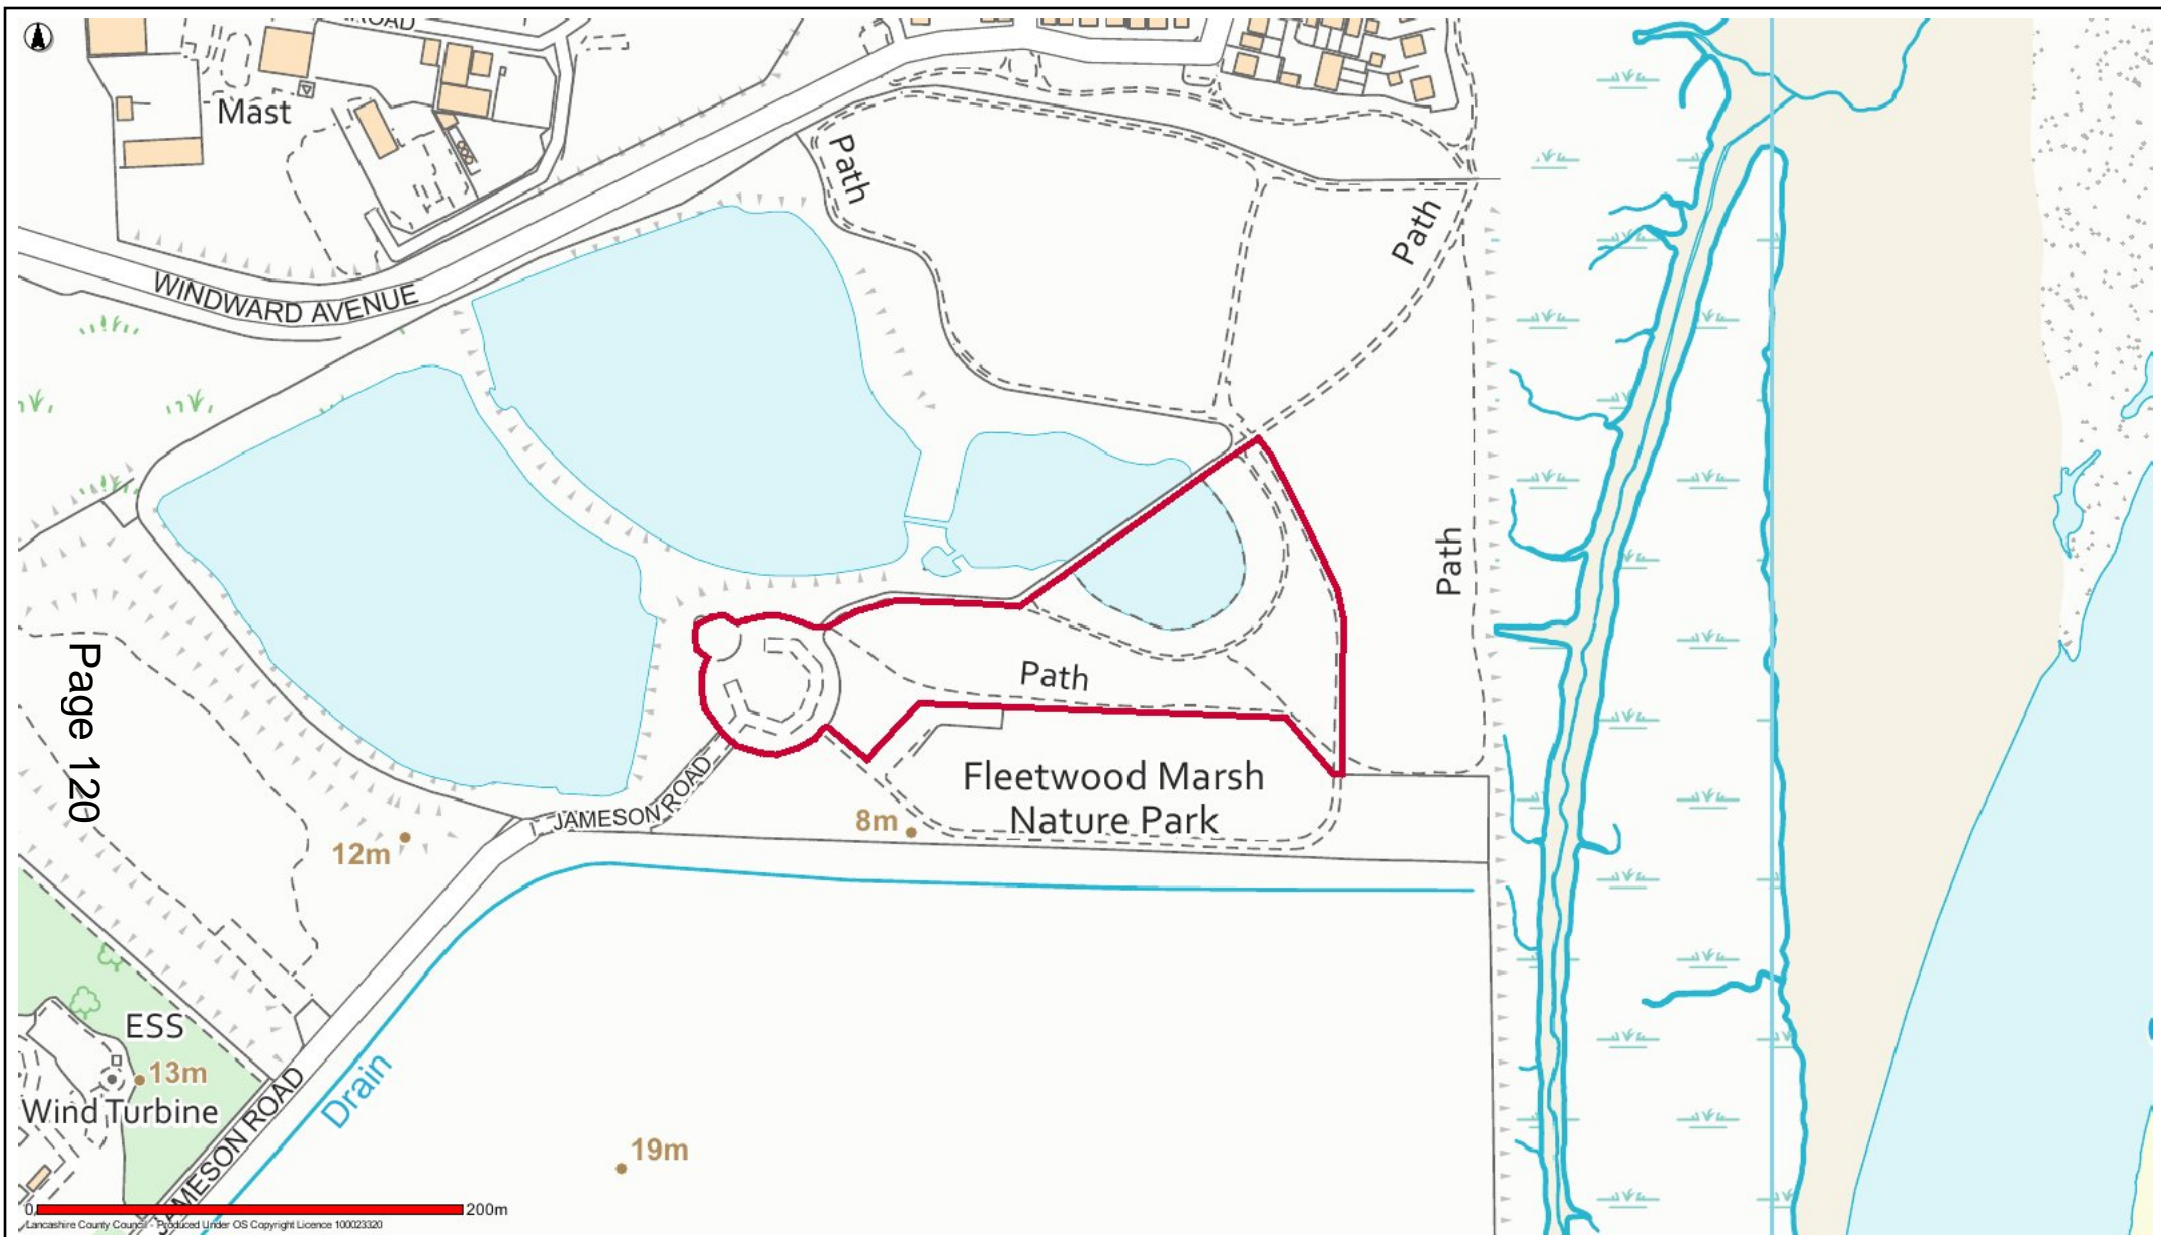 ROAD
Mast
Path
Path
WINDWARD AVENUE
Path
Page 120
Path
Fleetwood Marsh
Nature Park
JAMESON ROAD
8m
12m
ESS
13m
Wind Turbine
JAMESON ROAD
Drain
19m
0
200m
Lancashire County Council - Produced Under OS Copyright Licence 100023320